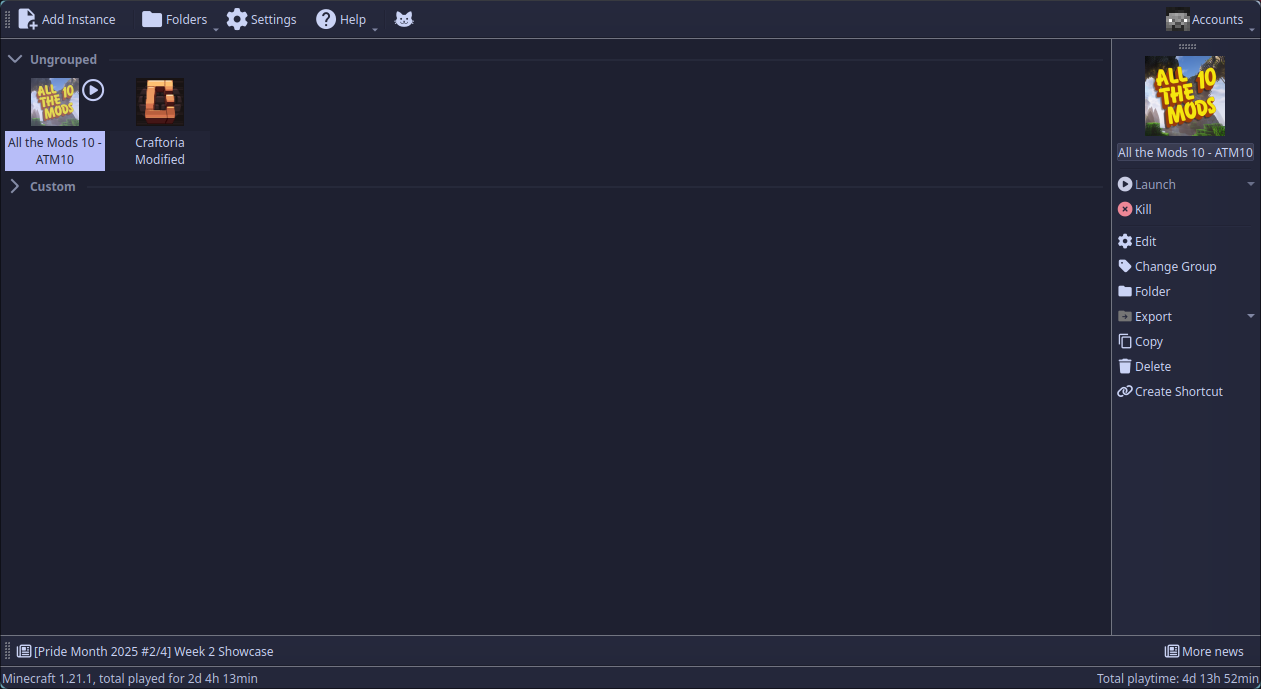 Add Instance
Folders
Settings
Help
Accounts
Ungrouped
ALL THE 10 MODS
All the Mods 10 -
ATM10
Craftoria
Modified
Custom
ALL 10
THE
MODS
All the Mods 10 - ATM10
Launch
Kill
Edit
Change Group
Folder
Export
Copy
Delete
Create Shortcut
[Pride Month 2025 #2/4] Week 2 Showcase
More news
Minecraft 1.21.1, total played for 2d 4h 13min
Total playtime: 4d 13h 52min